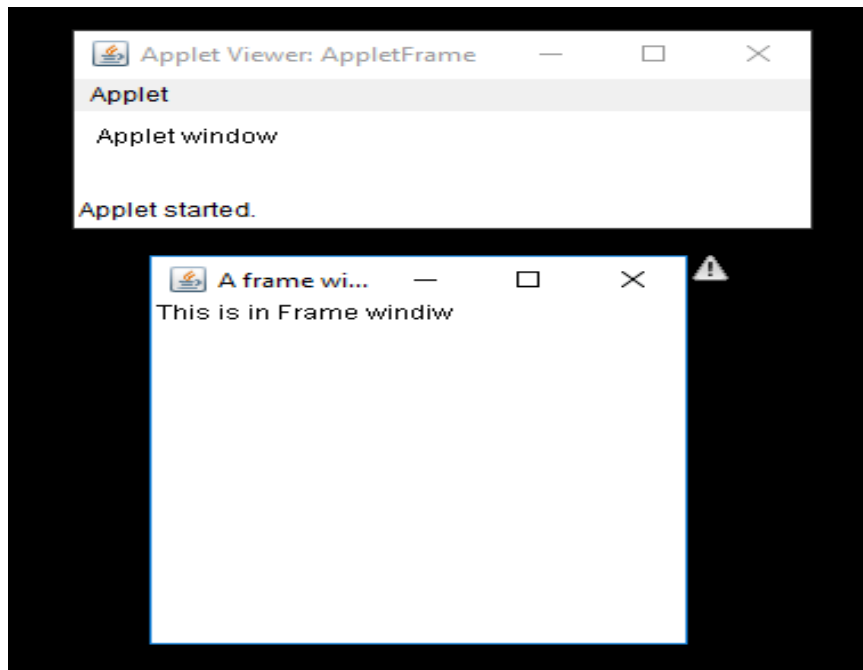 Applet Viewer: AppletFrame
Applet
Applet window
Applet started.
A frame wi...
This is in Frame windiw